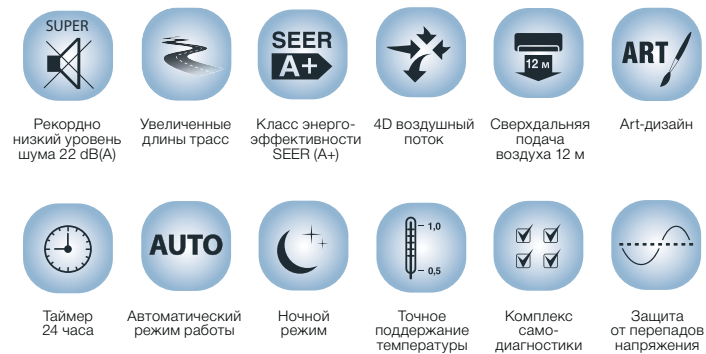 SUPER
SEER
A+
12 м
ART
Рекордно
низкий уровень
шума 22 dB(A)
Увеличенные
длины трасс
Класс энерго-
эффективности
SEER (A+)
4D воздушный
поток
Сверхдальняя
подача
воздуха 12 м
Art-дизайн
AUTO
1,0
0,5
Таймер
24 часа
Автоматический
режим работы
Ночной
режим
Точное
поддержание
температуры
Комплекс
само-
диагностики
Защита
от перепадов
напряжения